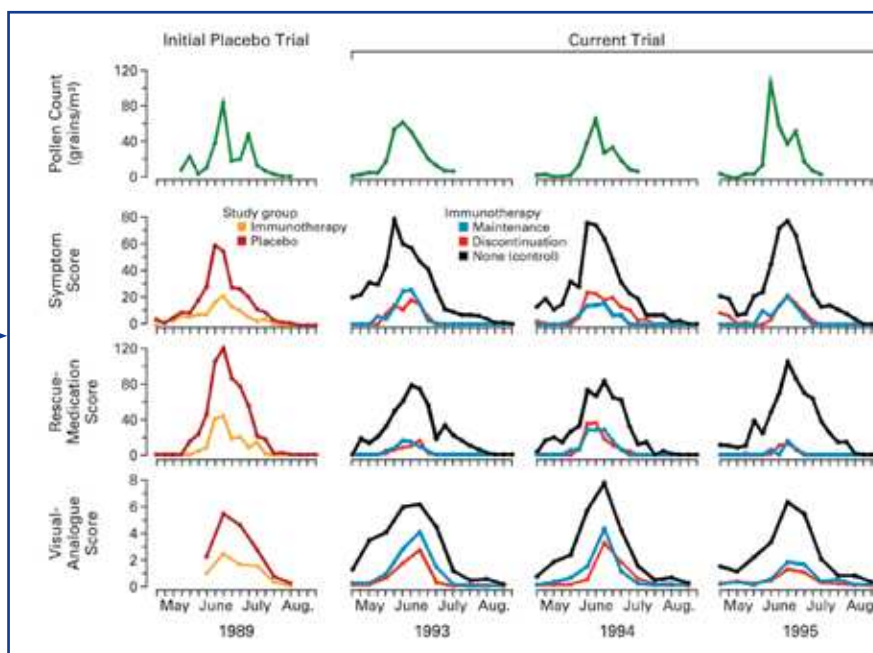 Initial Placebo Trial
Current Trial
Pollen Count
(grains/m³)
120
80
40
0
Symptom
Score
80
60
40
20
0
Study group
Immunotherapy
Placebo
Immunotherapy
Maintenance
Discontinuation
None (control)
Rescue-
Medication
Score
120
80
40
0
Visual-
Analogue
Score
8
6
4
2
0
May June July Aug.
May June July Aug.
May June July Aug.
May June July Aug.
1989
1993
1994
1995